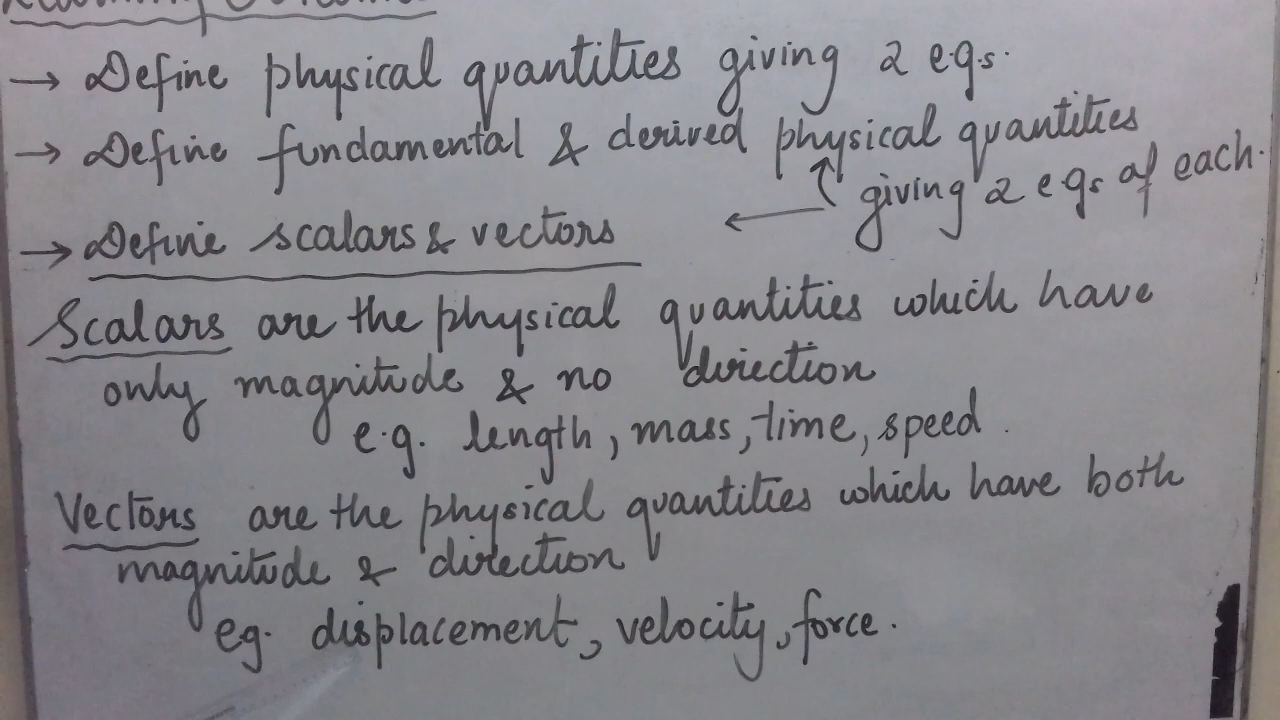 Learning Outcomes
→ Define physical quantities giving 2 e.g.s.
→ Define fundamental & derived physical quantities
giving 2 e.g.s of each.
→ Define scalars & vectors
Scalars are the physical quantities which have
only magnitude & no direction
e.g. length, mass, time, speed.
Vectors are the physical quantities which have both
magnitude & direction
eg. displacement, velocity, force.